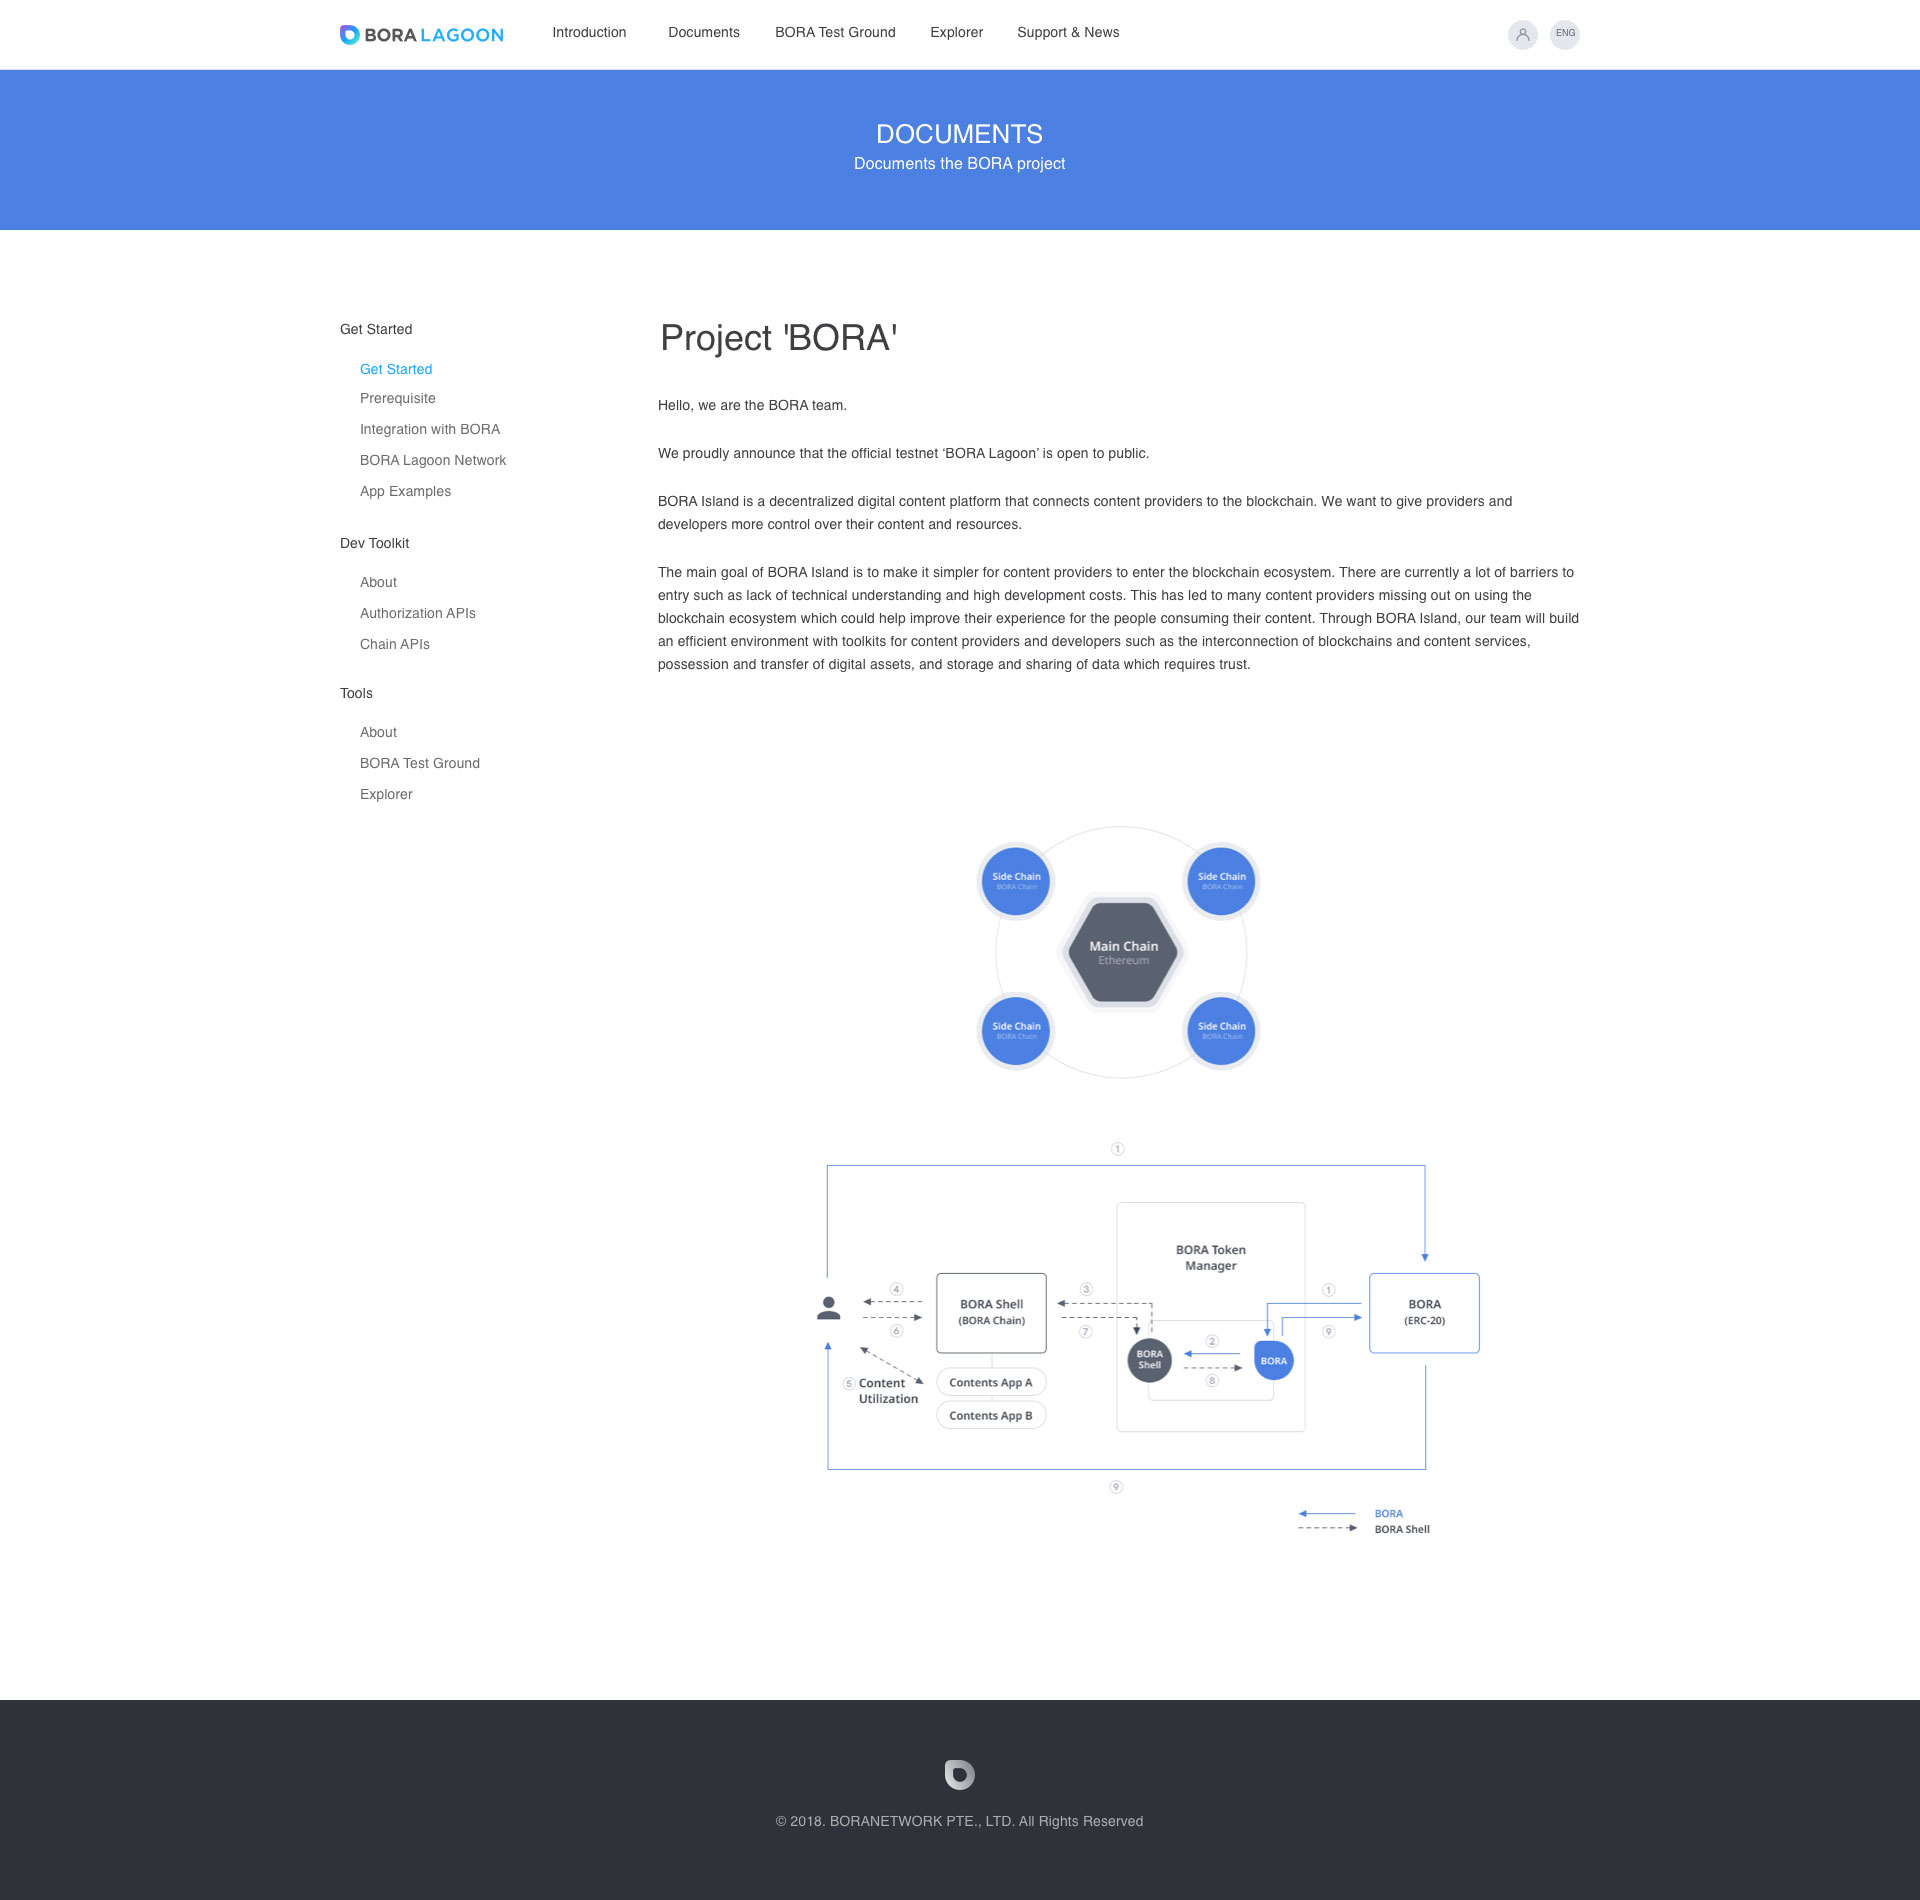 BORA LAGOON
Introduction
Documents
BORA Test Ground
Explorer
Support & News
ENG
DOCUMENTS
Documents the BORA project
Get Started
Get Started
Prerequisite
Integration with BORA
BORA Lagoon Network
App Examples
Dev Toolkit
About
Authorization APIs
Chain APIs
Tools
About
BORA Test Ground
Explorer
Project 'BORA'
Hello, we are the BORA team.
We proudly announce that the official testnet ‘BORA Lagoon’ is open to public.
BORA Island is a decentralized digital content platform that connects content providers to the blockchain. We want to give providers and
developers more control over their content and resources.
The main goal of BORA Island is to make it simpler for content providers to enter the blockchain ecosystem. There are currently a lot of barriers to
entry such as lack of technical understanding and high development costs. This has led to many content providers missing out on using the
blockchain ecosystem which could help improve their experience for the people consuming their content. Through BORA Island, our team will build
an efficient environment with toolkits for content providers and developers such as the interconnection of blockchains and content services,
possession and transfer of digital assets, and storage and sharing of data which requires trust.
Side Chain
BORA Chain
Side Chain
BORA Chain
Main Chain
Ethereum
Side Chain
BORA Chain
Side Chain
BORA Chain
①
BORA Token
Manager
④
⑥
BORA Shell
(BORA Chain)
③
⑦
①
⑨
BORA
(ERC-20)
BORA
Shell
②
⑧
BORA
⑤ Content
Utilization
Contents App A
Contents App B
⑨
BORA
BORA Shell
© 2018. BORANETWORK PTE., LTD. All Rights Reserved